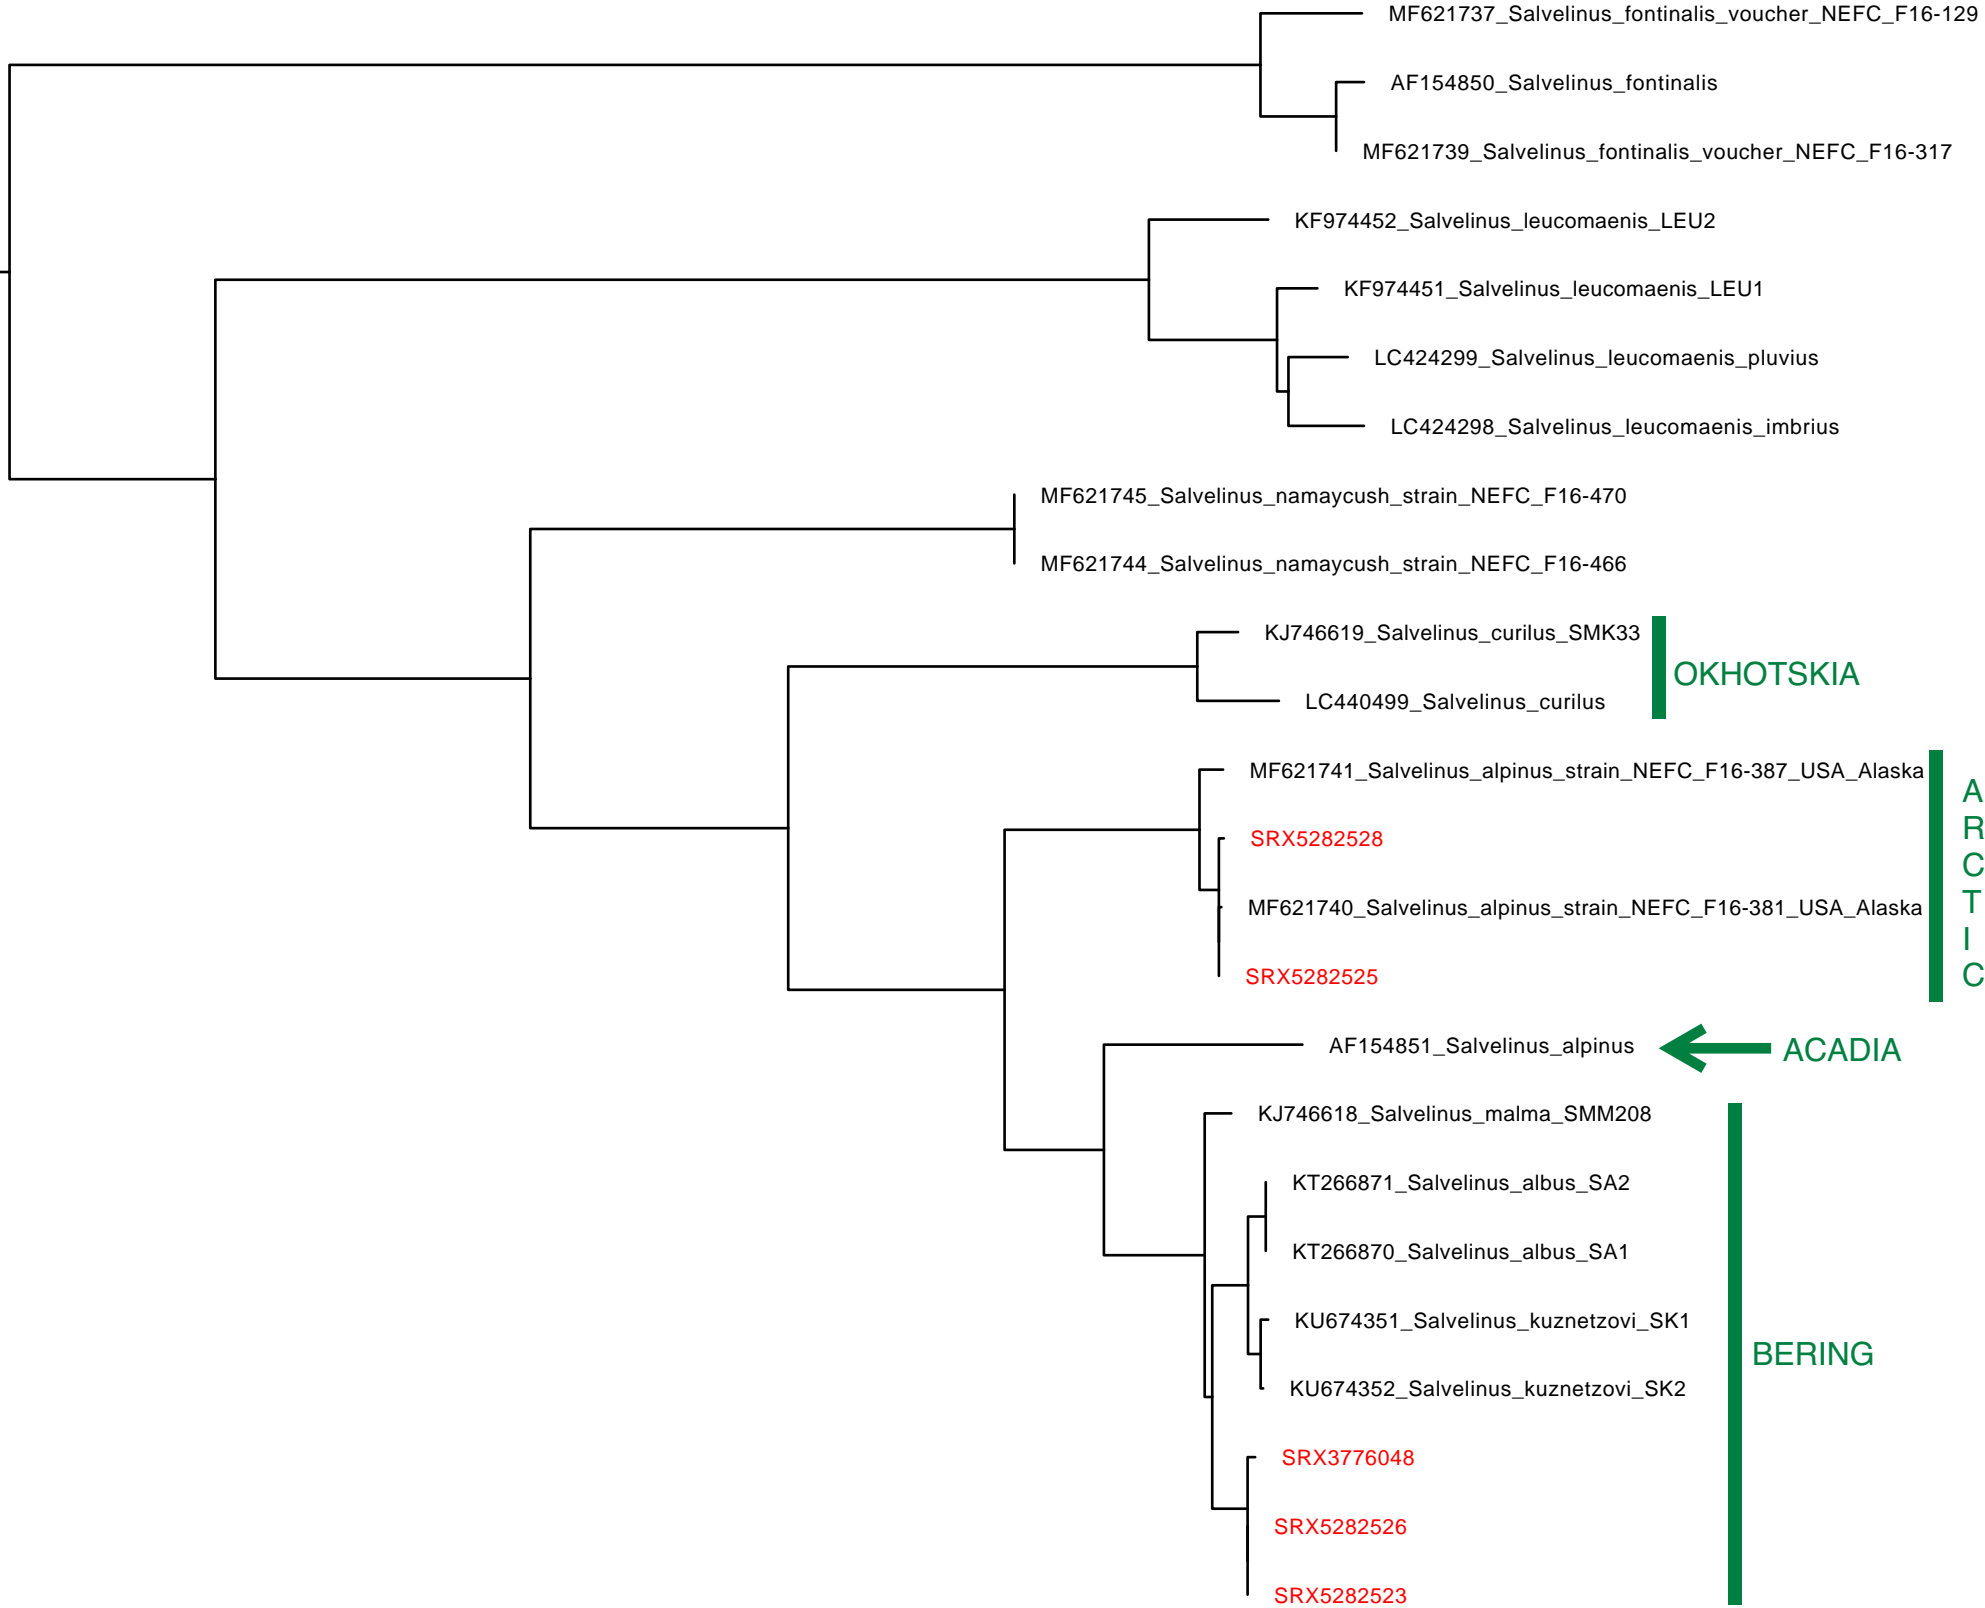 MF621737_Salvelinus_fontinalis_voucher_NEFC_F16-129
AF154850_Salvelinus_fontinalis
MF621739_Salvelinus_fontinalis_voucher_NEFC_F16-317
KF974452_Salvelinus_leucomaenis_LEU2
KF974451_Salvelinus_leucomaenis_LEU1
LC424299_Salvelinus_leucomaenis_pluvius
LC424298_Salvelinus_leucomaenis_imbrius
MF621745_Salvelinus_namaycush_strain_NEFC_F16-470
MF621744_Salvelinus_namaycush_strain_NEFC_F16-466
KJ746619_Salvelinus_curilus_SMK33
OKHOTSKIA
LC440499_Salvelinus_curilus
MF621741_Salvelinus_alpinus_strain_NEFC_F16-387_USA_Alaska
SRX5282528
MF621740_Salvelinus_alpinus_strain_NEFC_F16-381_USA_Alaska
SRX5282525
A
R
C
T
I
C
AF154851_Salvelinus_alpinus
ACADIA
KJ746618_Salvelinus_malma_SMM208
KT266871_Salvelinus_albus_SA2
KT266870_Salvelinus_albus_SA1
KU674351_Salvelinus_kuznetzovi_SK1
BERING
KU674352_Salvelinus_kuznetzovi_SK2
SRX3776048
SRX5282526
SRX5282523